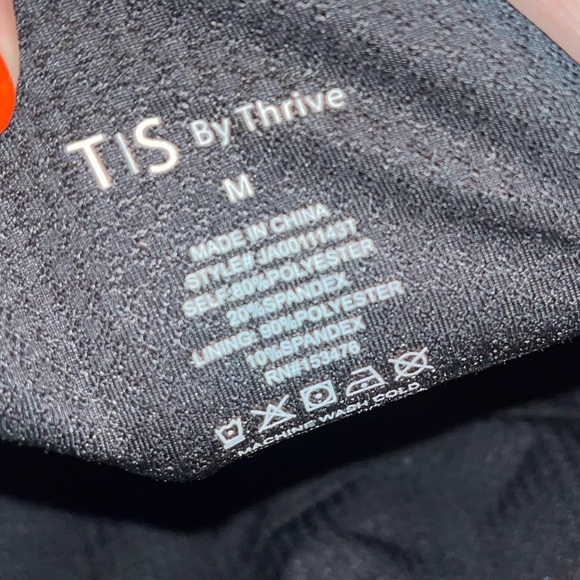 TIS By Thrive
M
MADE IN CHINA
STYLE# JA0011143T
SELF:80%POLYESTER
20%SPANDEX
LINING: 90%POLYESTER
10%SPANDEX
RN#153476
MACHINE WASH COLD